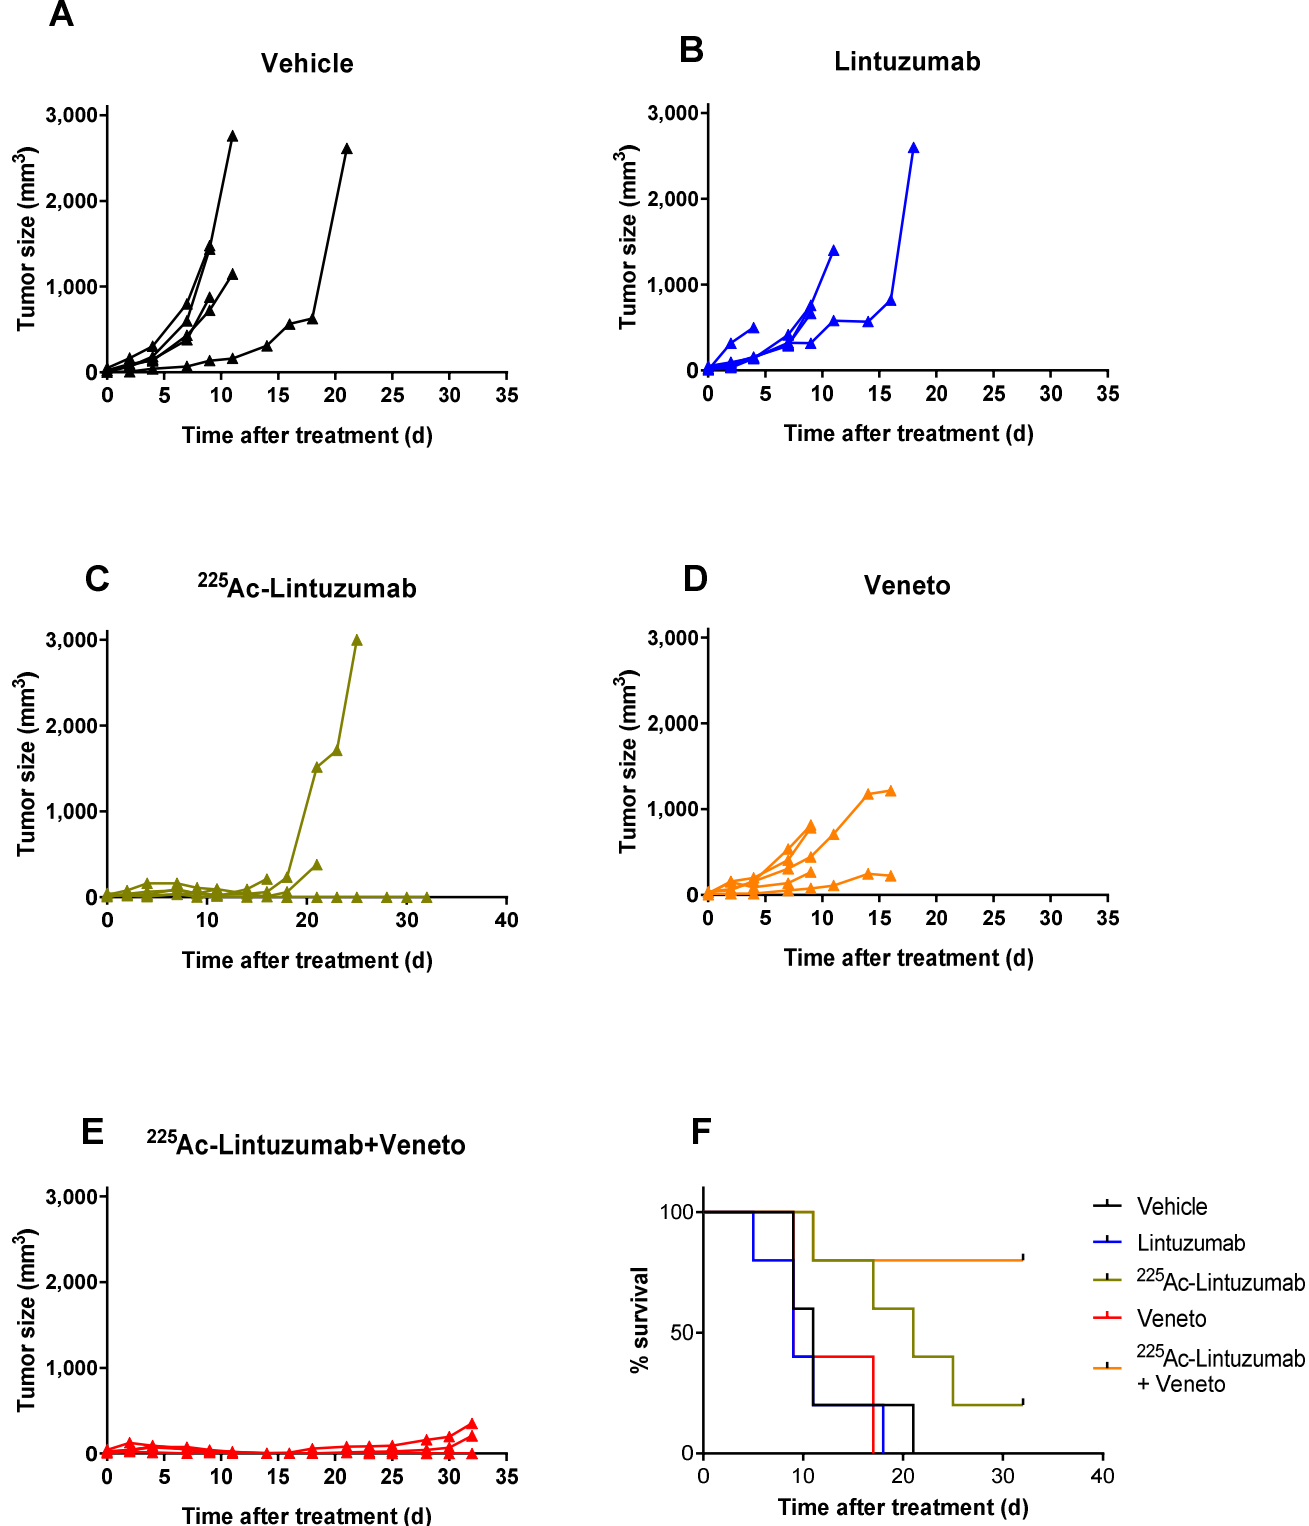 A
Vehicle
3,000
2,000
1,000
0
Tumor size (mm³)
0 5 10 15 20 25 30 35
Time after treatment (d)
B
Lintuzumab
3,000
2,000
1,000
0
Tumor size (mm³)
0 5 10 15 20 25 30 35
Time after treatment (d)
C
²²⁵Ac-Lintuzumab
3,000
2,000
1,000
0
Tumor size (mm³)
0 10 20 30 40
Time after treatment (d)
D
Veneto
3,000
2,000
1,000
0
Tumor size (mm³)
0 5 10 15 20 25 30 35
Time after treatment (d)
E
²²⁵Ac-Lintuzumab+Veneto
3,000
2,000
1,000
0
Tumor size (mm³)
0 5 10 15 20 25 30 35
Time after treatment (d)
F
100
50
0
% survival
0 10 20 30 40
Time after treatment (d)
Vehicle
Lintuzumab
²²⁵Ac-Lintuzumab
Veneto
²²⁵Ac-Lintuzumab
+ Veneto